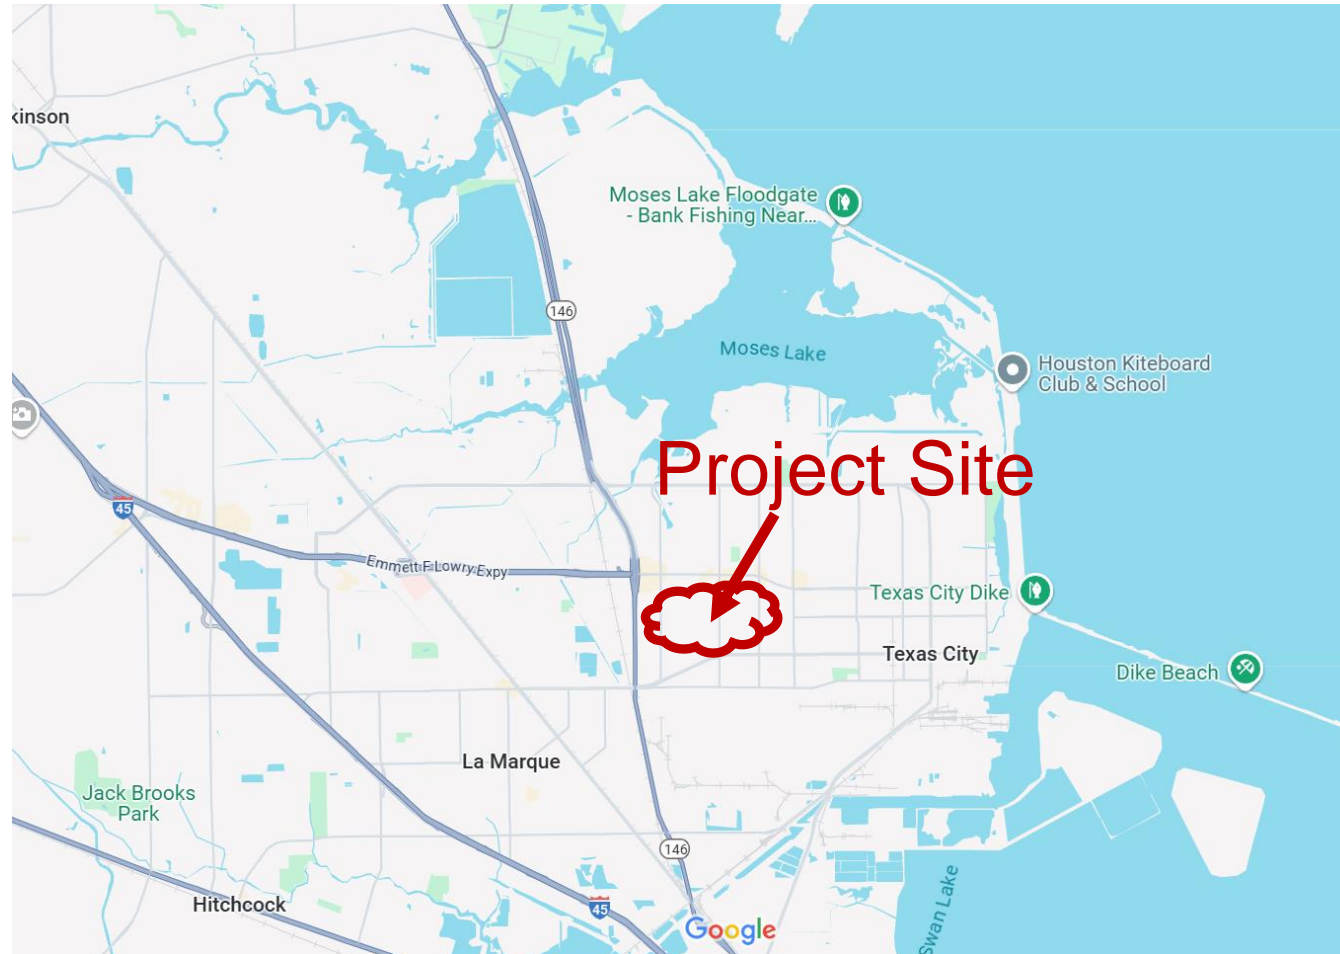 kinson
Moses Lake Floodgate
- Bank Fishing Near...
146
Moses Lake
Houston Kiteboard
Club & School
Project Site
45
Emmett F Lowry Expy
Texas City Dike
Texas City
Dike Beach
La Marque
Jack Brooks
Park
146
Hitchcock
45
Swan Lake
Google